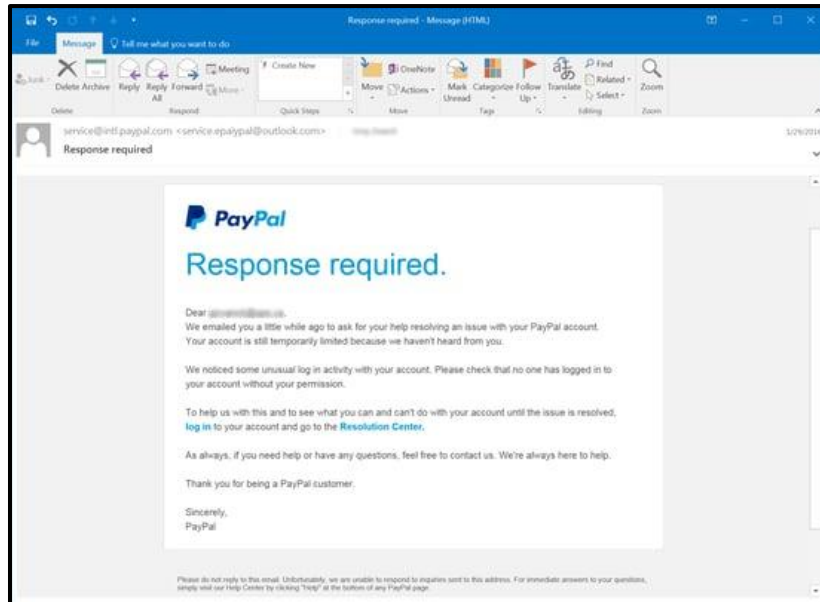 Response required - Message (HTML)
File Message Tell me what you want to do
Junk Delete Archive Reply Reply All Forward Meeting More Create New Move OneNote Actions Mark Unread Categorize Follow Up Translate Find Related Select Zoom
Delete Respond Quick Steps Move Tags Editing Zoom
service@intl.paypal.com <service.epaiypal@outlook.com>
Response required
PayPal
Response required.
Dear
We emailed you a little while ago to ask for your help resolving an issue with your PayPal account.
Your account is still temporarily limited because we haven't heard from you.
We noticed some unusual log in activity with your account. Please check that no one has logged in to
your account without your permission.
To help us with this and to see what you can and can't do with your account until the issue is resolved,
log in to your account and go to the Resolution Center.
As always, if you need help or have any questions, feel free to contact us. We're always here to help.
Thank you for being a PayPal customer.
Sincerely,
PayPal
Please do not reply to this email. Unfortunately, we are unable to respond to inquiries sent to this address. For immediate answers to your questions,
simply visit our Help Center by clicking "Help" at the bottom of any PayPal page.